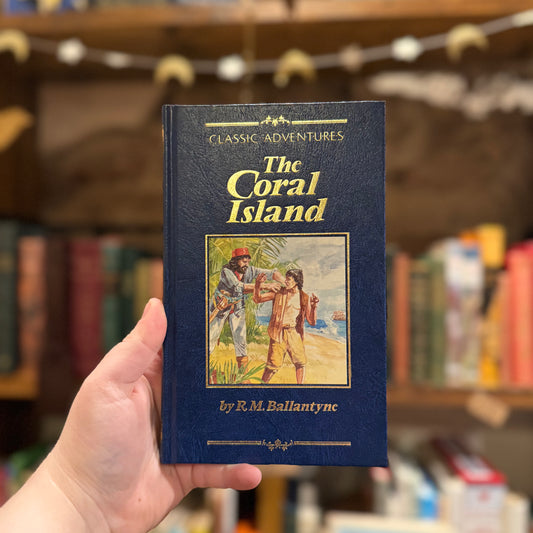 CLASSIC ADVENTURES
The
Coral
Island
by R.M. Ballantyne